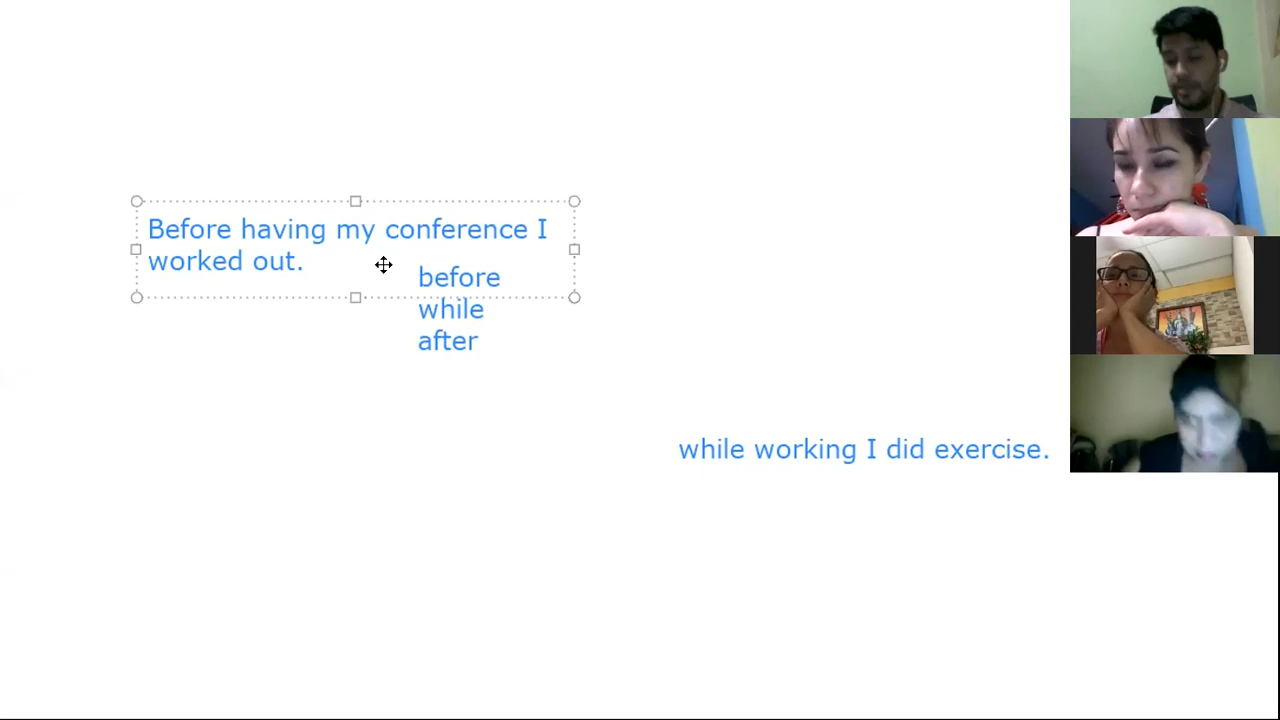 Before having my conference I
worked out.
before
while
after
while working I did exercise.